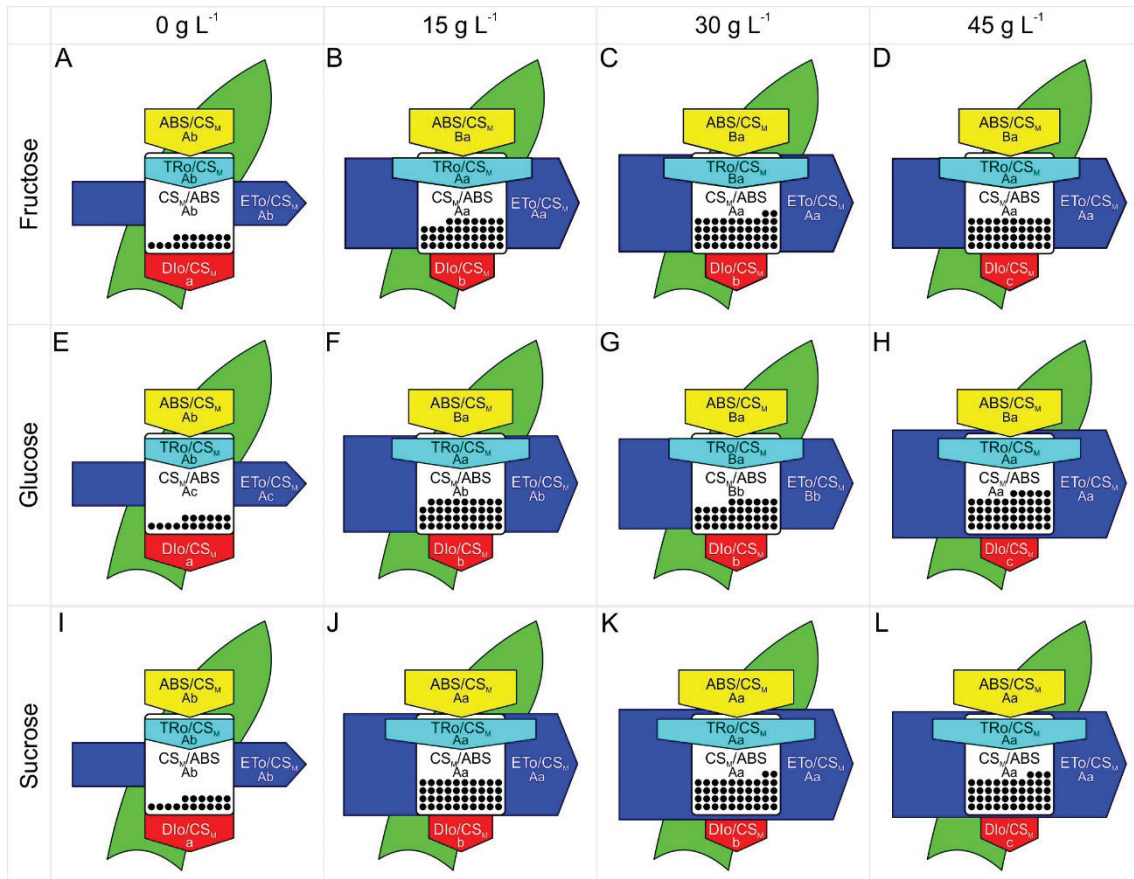 0 g L⁻¹ 15 g L⁻¹ 30 g L⁻¹ 45 g L⁻¹
Fructose
A
ABS/CSM
Ab
TRo/CSM
Ab
CSM/ABS
Ab
ETo/CSM
Ab
DIo/CSM
a
B
ABS/CSM
Ba
TRo/CSM
Aa
CSM/ABS
Aa
ETo/CSM
Aa
DIo/CSM
b
C
ABS/CSM
Ba
TRo/CSM
Ba
CSM/ABS
Aa
ETo/CSM
Aa
DIo/CSM
b
D
ABS/CSM
Ba
TRo/CSM
Aa
CSM/ABS
Aa
ETo/CSM
Aa
DIo/CSM
c
Glucose
E
ABS/CSM
Ab
TRo/CSM
Ab
CSM/ABS
Ac
ETo/CSM
Ac
DIo/CSM
a
F
ABS/CSM
Ba
TRo/CSM
Aa
CSM/ABS
Ab
ETo/CSM
Ab
DIo/CSM
b
G
ABS/CSM
Ba
TRo/CSM
Ba
CSM/ABS
Bb
ETo/CSM
Bb
DIo/CSM
b
H
ABS/CSM
Ba
TRo/CSM
Aa
CSM/ABS
Aa
ETo/CSM
Aa
DIo/CSM
c
Sucrose
I
ABS/CSM
Ab
TRo/CSM
Ab
CSM/ABS
Ab
ETo/CSM
Ab
DIo/CSM
a
J
ABS/CSM
Aa
TRo/CSM
Aa
CSM/ABS
Aa
ETo/CSM
Aa
DIo/CSM
b
K
ABS/CSM
Aa
TRo/CSM
Aa
CSM/ABS
Aa
ETo/CSM
Aa
DIo/CSM
b
L
ABS/CSM
Aa
TRo/CSM
Aa
CSM/ABS
Aa
ETo/CSM
Aa
DIo/CSM
c